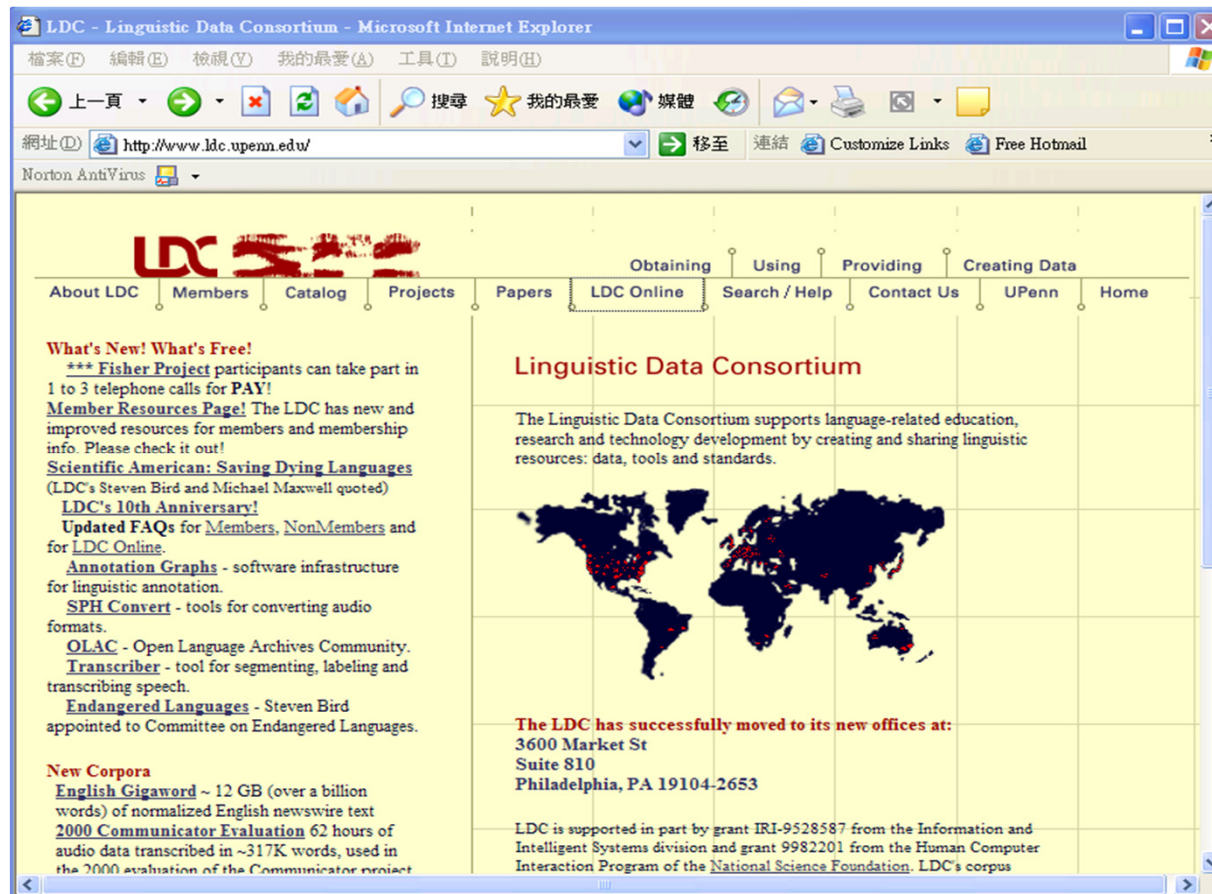 LDC - Linguistic Data Consortium - Microsoft Internet Explorer
檔案(F) 編輯(E) 檢視(V) 我的最愛(A) 工具(T) 說明(H)
上一頁 搜尋 我的最愛 媒體
網址(D) http://www.ldc.upenn.edu/ 移至 連結 Customize Links Free Hotmail
Norton AntiVirus
LDC
Obtaining Using Providing Creating Data
About LDC Members Catalog Projects Papers LDC Online Search / Help Contact Us UPenn Home
What's New! What's Free!
*** Fisher Project participants can take part in
1 to 3 telephone calls for PAY!
Member Resources Page! The LDC has new and
improved resources for members and membership
info. Please check it out!
Scientific American: Saving Dying Languages
(LDC's Steven Bird and Michael Maxwell quoted)
LDC's 10th Anniversary!
Updated FAQs for Members, NonMembers and
for LDC Online.
Annotation Graphs - software infrastructure
for linguistic annotation.
SPH Convert - tools for converting audio
formats.
OLAC - Open Language Archives Community.
Transcriber - tool for segmenting, labeling and
transcribing speech.
Endangered Languages - Steven Bird
appointed to Committee on Endangered Languages.
New Corpora
English Gigaword ~ 12 GB (over a billion
words) of normalized English newswire text
2000 Communicator Evaluation 62 hours of
audio data transcribed in ~317K words, used in
the 2000 evaluation of the Communicator project
Linguistic Data Consortium
The Linguistic Data Consortium supports language-related education,
research and technology development by creating and sharing linguistic
resources: data, tools and standards.
The LDC has successfully moved to its new offices at:
3600 Market St
Suite 810
Philadelphia, PA 19104-2653
LDC is supported in part by grant IRI-9528587 from the Information and
Intelligent Systems division and grant 9982201 from the Human Computer
Interaction Program of the National Science Foundation. LDC's corpus